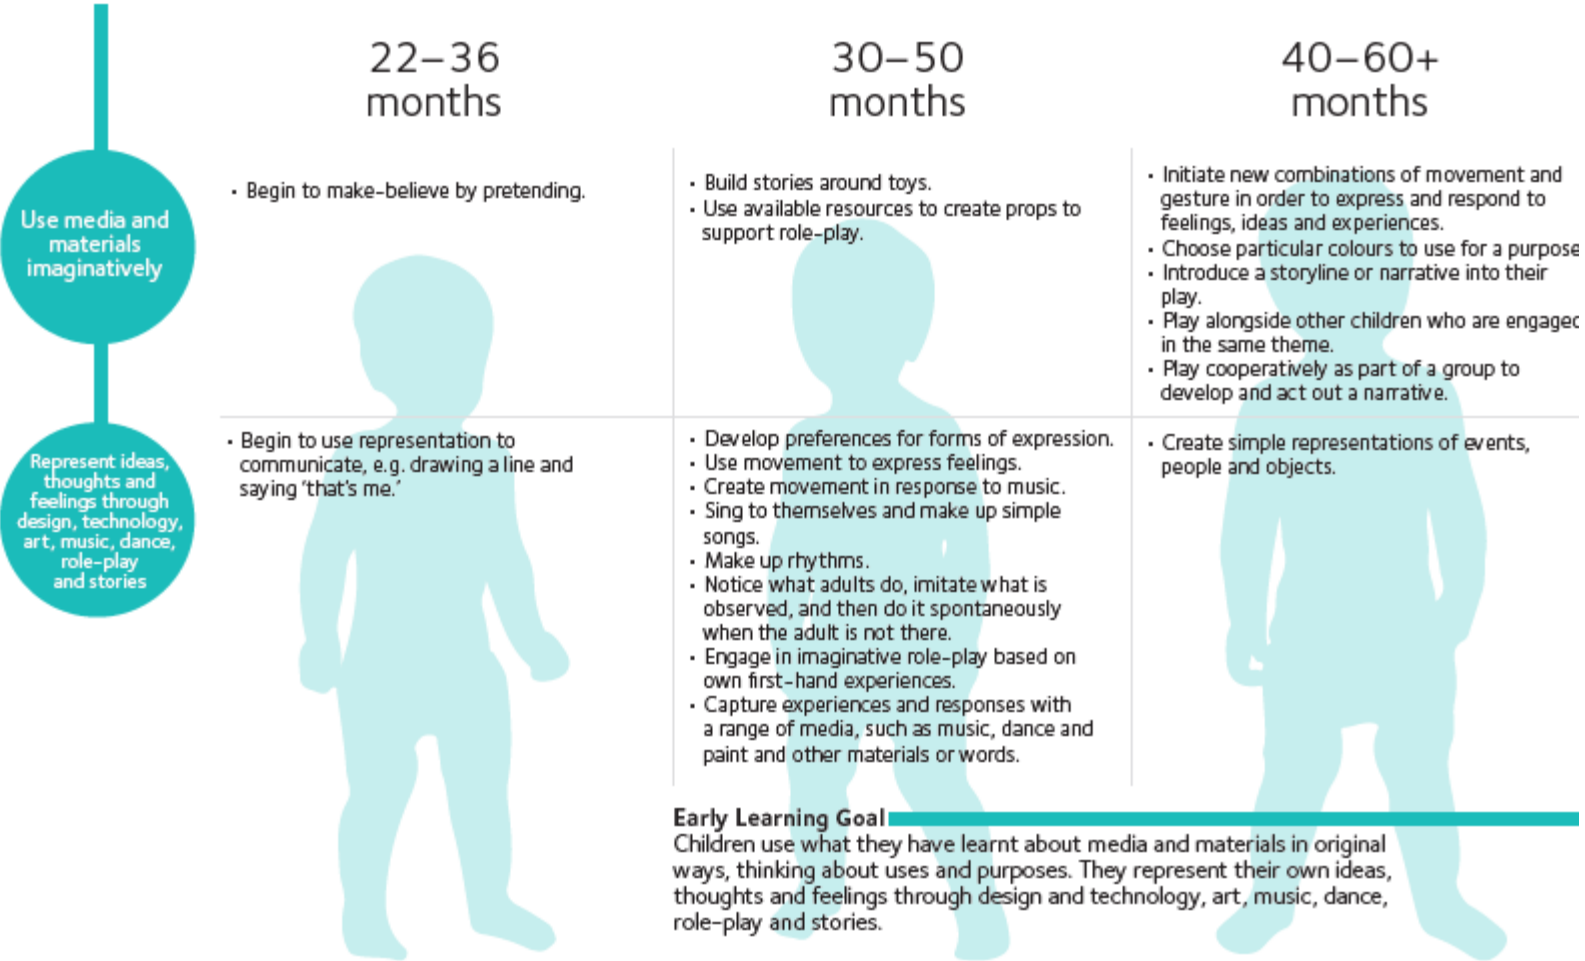 22–36
months
30–50
months
40–60+
months
Use media and
materials
imaginatively
• Begin to make-believe by pretending.
• Build stories around toys.
• Use available resources to create props to
support role-play.
• Initiate new combinations of movement and
gesture in order to express and respond to
feelings, ideas and experiences.
• Choose particular colours to use for a purpose
• Introduce a storyline or narrative into their
play.
• Play alongside other children who are engaged
in the same theme.
• Play cooperatively as part of a group to
develop and act out a narrative.
Represent ideas,
thoughts and
feelings through
design, technology,
art, music, dance,
role-play
and stories
• Begin to use representation to
communicate, e.g. drawing a line and
saying ‘that’s me.’
• Develop preferences for forms of expression.
• Use movement to express feelings.
• Create movement in response to music.
• Sing to themselves and make up simple
songs.
• Make up rhythms.
• Notice what adults do, imitate what is
observed, and then do it spontaneously
when the adult is not there.
• Engage in imaginative role-play based on
own first-hand experiences.
• Capture experiences and responses with
a range of media, such as music, dance and
paint and other materials or words.
• Create simple representations of events,
people and objects.
Early Learning Goal
Children use what they have learnt about media and materials in original
ways, thinking about uses and purposes. They represent their own ideas,
thoughts and feelings through design and technology, art, music, dance,
role-play and stories.